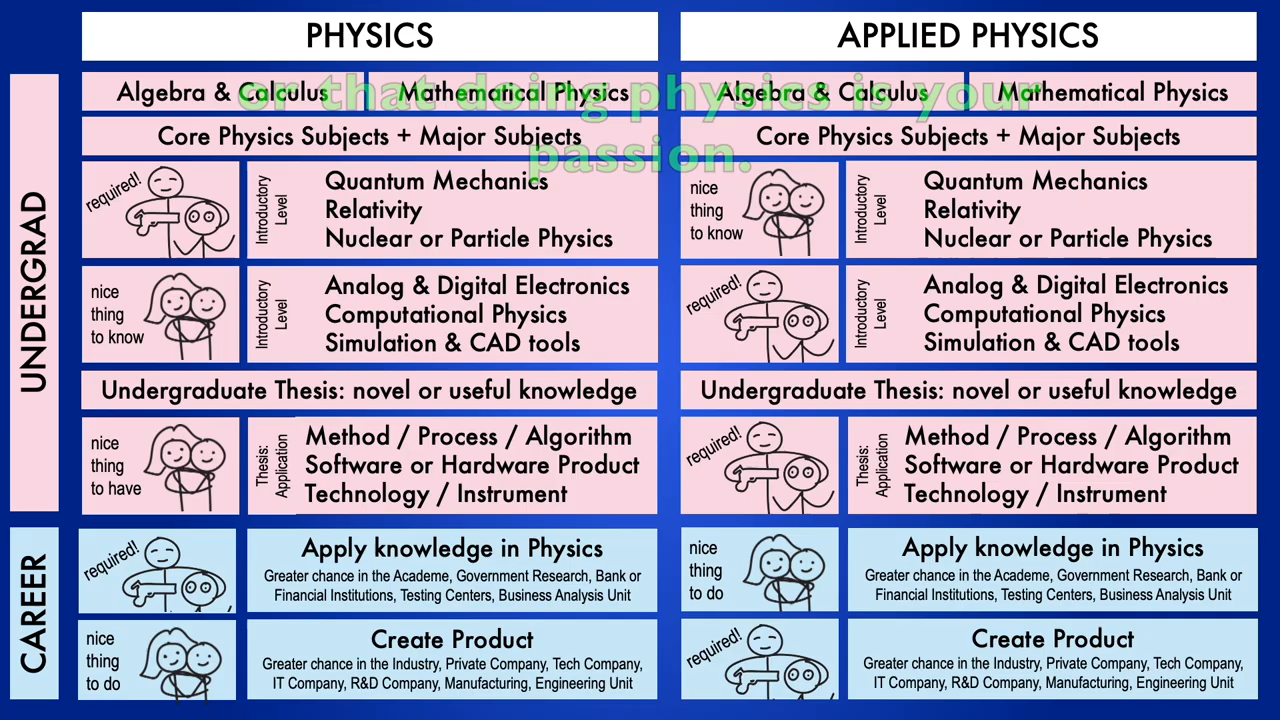 PHYSICS
APPLIED PHYSICS
UNDERGRAD
Algebra & Calculus
Mathematical Physics
Algebra & Calculus
Mathematical Physics
or that doing physics is your
passion.
Core Physics Subjects + Major Subjects
Core Physics Subjects + Major Subjects
required!
Introductory
Level
Quantum Mechanics
Relativity
Nuclear or Particle Physics
nice
thing
to know
Introductory
Level
Quantum Mechanics
Relativity
Nuclear or Particle Physics
nice
thing
to know
Introductory
Level
Analog & Digital Electronics
Computational Physics
Simulation & CAD tools
required!
Introductory
Level
Analog & Digital Electronics
Computational Physics
Simulation & CAD tools
Undergraduate Thesis: novel or useful knowledge
Undergraduate Thesis: novel or useful knowledge
nice
thing
to have
Thesis:
Application
Method / Process / Algorithm
Software or Hardware Product
Technology / Instrument
required!
Thesis:
Application
Method / Process / Algorithm
Software or Hardware Product
Technology / Instrument
CAREER
required!
Apply knowledge in Physics
Greater chance in the Academe, Government Research, Bank or
Financial Institutions, Testing Centers, Business Analysis Unit
nice
thing
to do
Apply knowledge in Physics
Greater chance in the Academe, Government Research, Bank or
Financial Institutions, Testing Centers, Business Analysis Unit
nice
thing
to do
Create Product
Greater chance in the Industry, Private Company, Tech Company,
IT Company, R&D Company, Manufacturing, Engineering Unit
required!
Create Product
Greater chance in the Industry, Private Company, Tech Company,
IT Company, R&D Company, Manufacturing, Engineering Unit